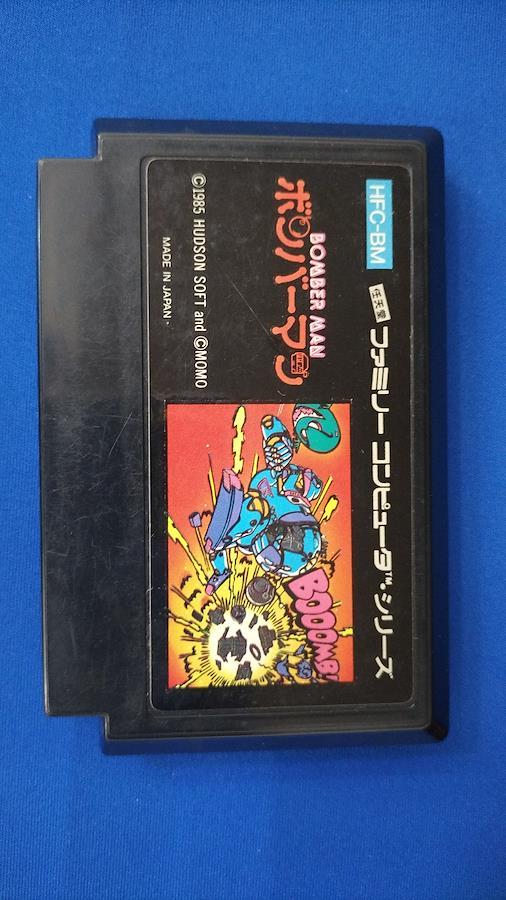 HFC-BM
任天堂 ファミリー コンピュータ™シリーズ
BOMBER MAN
ボンバーマン
©1985 HUDSON SOFT and ©MOMO
MADE IN JAPAN
BOOOMB!